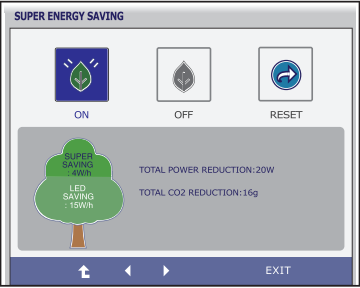 SUPER ENERGY SAVING
ON
OFF
RESET
SUPER
SAVING
: 4W/h
LED
SAVING
: 15W/h
TOTAL POWER REDUCTION:20W
TOTAL CO2 REDUCTION:16g
EXIT